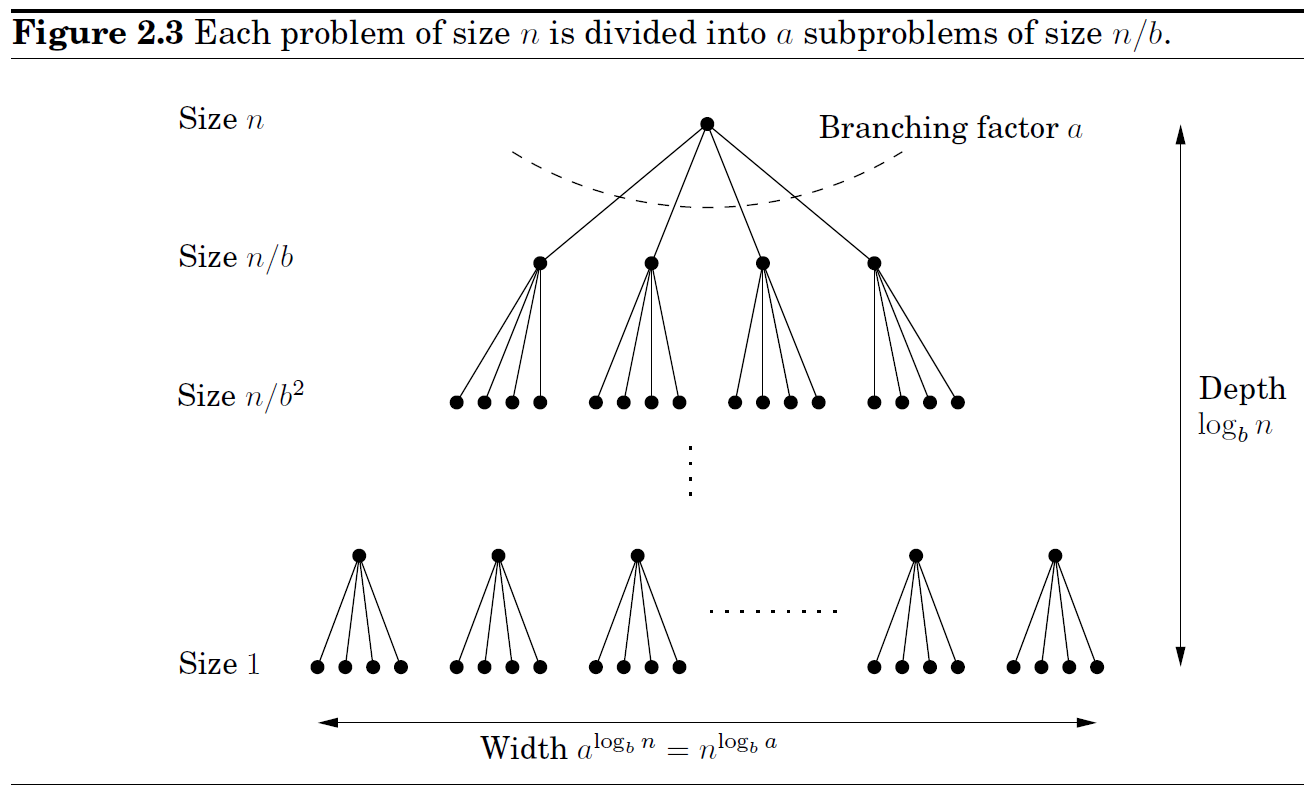 Figure 2.3 Each problem of size n is divided into a subproblems of size n/b.
Size n
Branching factor a
Size n/b
Size n/b²
Depth
log_b n
Size 1
Width a^{log_b n} = n^{log_b a}